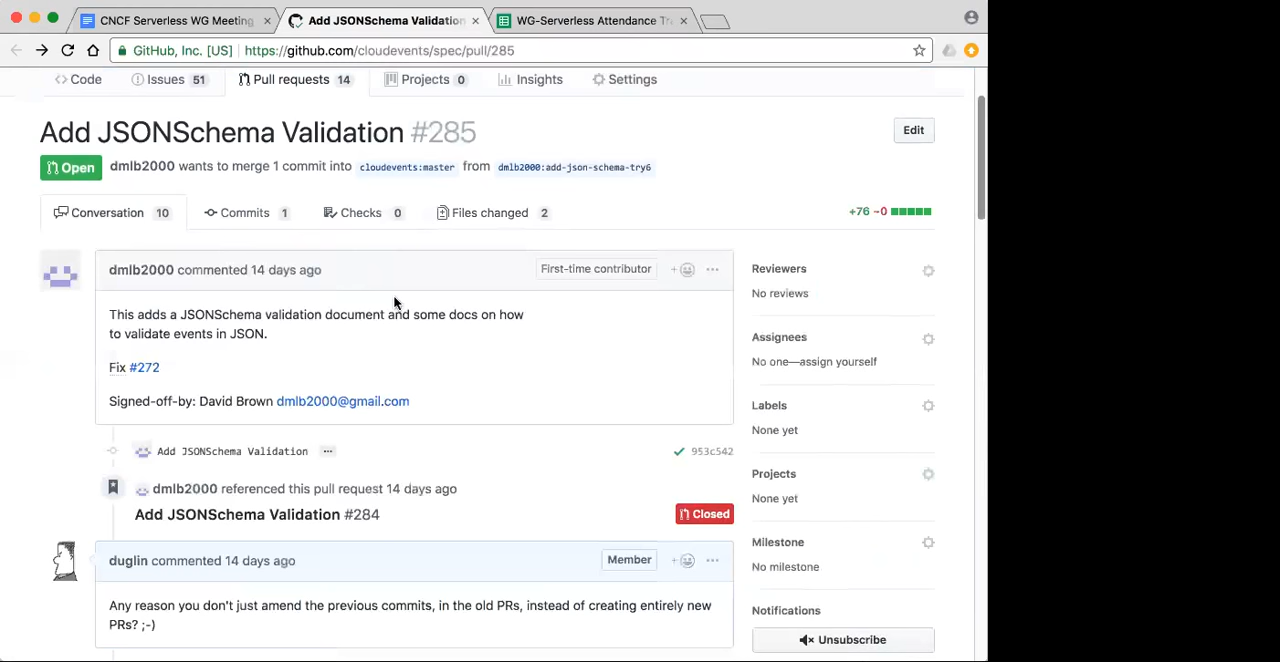 CNCF Serverless WG Meeting
Add JSONSchema Validation
WG-Serverless Attendance Tr
GitHub, Inc. [US] https://github.com/cloudevents/spec/pull/285
Code Issues 51 Pull requests 14 Projects 0 Insights Settings
Add JSONSchema Validation #285
Edit
Open dmlb2000 wants to merge 1 commit into cloudevents:master from dmlb2000:add-json-schema-try6
Conversation 10 Commits 1 Checks 0 Files changed 2 +76 −0
dmlb2000 commented 14 days ago First-time contributor
This adds a JSONSchema validation document and some docs on how
to validate events in JSON.
Fix #272
Signed-off-by: David Brown dmlb2000@gmail.com
Add JSONSchema Validation ... 953c542
dmlb2000 referenced this pull request 14 days ago
Add JSONSchema Validation #284 Closed
duglin commented 14 days ago Member
Any reason you don't just amend the previous commits, in the old PRs, instead of creating entirely new
PRs? ;-)
Reviewers
No reviews
Assignees
No one—assign yourself
Labels
None yet
Projects
None yet
Milestone
No milestone
Notifications
Unsubscribe